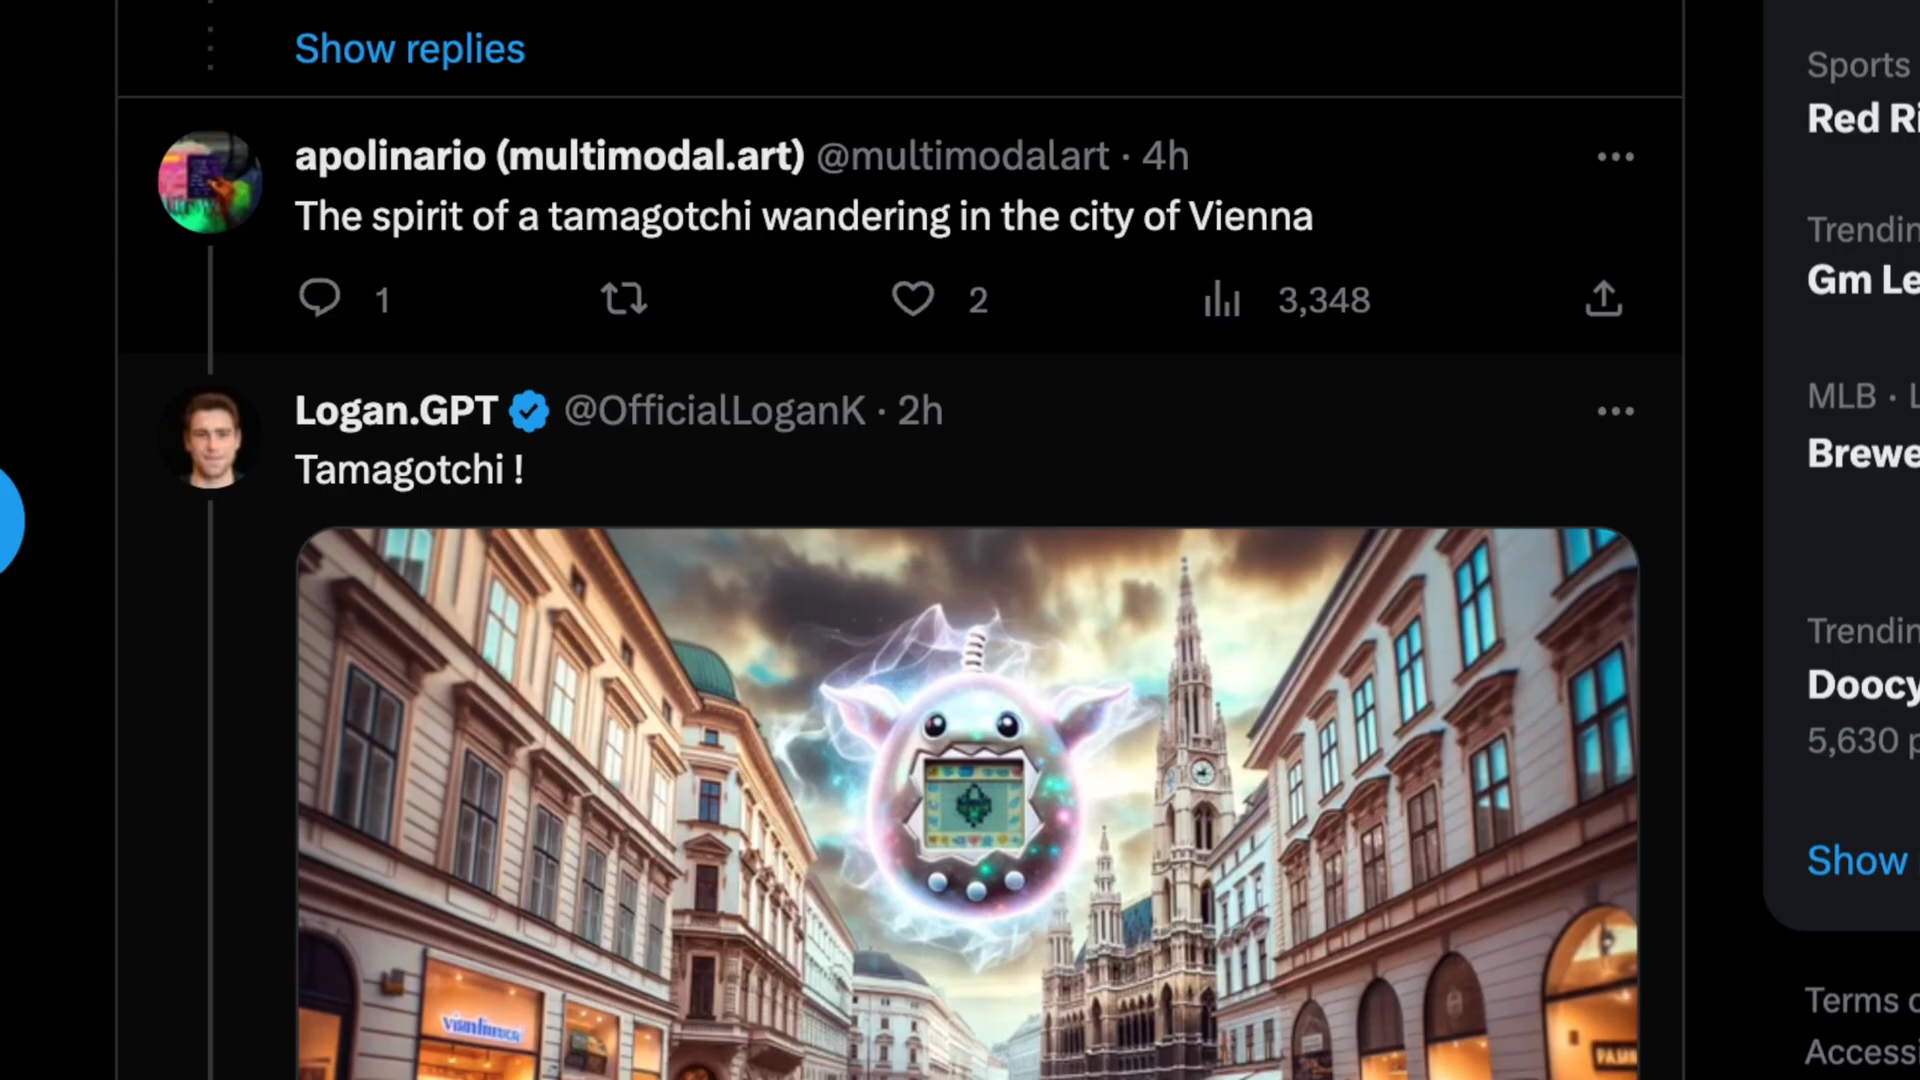 Show replies
apolinario (multimodal.art) @multimodalart · 4h
The spirit of a tamagotchi wandering in the city of Vienna
1 2 3,348
Logan.GPT @OfficialLoganK · 2h
Tamagotchi !
Sports
Red Ri
Trendin
Gm Le
MLB · L
Brewe
Trendin
Doocy
5,630 p
Show
Terms o
Accessi